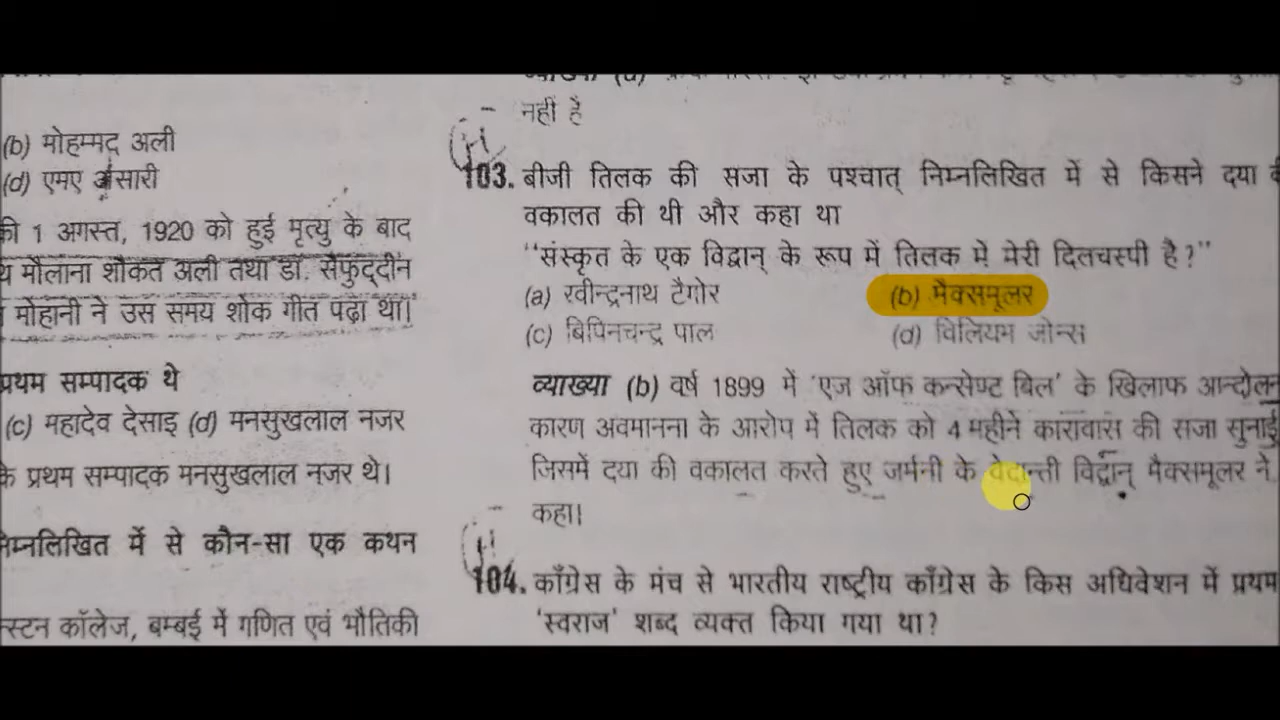 नहीं है
(b) मोहम्मद अली
(d) एमए अंसारी
की 1 अगस्त, 1920 को हुई मृत्यु के बाद
मौलाना शौकत अली तथा डॉ. सैफुद्दीन
मोहानी ने उस समय शोक गीत पढ़ा था।
प्रथम सम्पादक थे
(c) महादेव देसाइ (d) मनसुखलाल नजर
के प्रथम सम्पादक मनसुखलाल नजर थे।
निम्नलिखित में से कौन-सा एक कथन
कॉलेज, बम्बई में गणित एवं भौतिकी
103. बीजी तिलक की सजा के पश्चात् निम्नलिखित में से किसने दया
वकालत की थी और कहा था
‘‘संस्कृत के एक विद्वान् के रूप में तिलक में मेरी दिलचस्पी है?’’
(a) रवीन्द्रनाथ टैगोर (b) मैक्समूलर
(c) बिपिनचन्द्र पाल (d) विलियम जोन्स
व्याख्या (b) वर्ष 1899 में ‘एज ऑफ कन्सेण्ट बिल’ के खिलाफ आन्दोलन
कारण अवमानना के आरोप में तिलक को 4 महीने कारावास की सजा सुनाई
जिसमें दया की वकालत करते हुए जर्मनी के वेदान्ती विद्वान् मैक्समूलर ने
कहा।
104. काँग्रेस के मंच से भारतीय राष्ट्रीय काँग्रेस के किस अधिवेशन में प्रथम
‘स्वराज’ शब्द व्यक्त किया गया था?